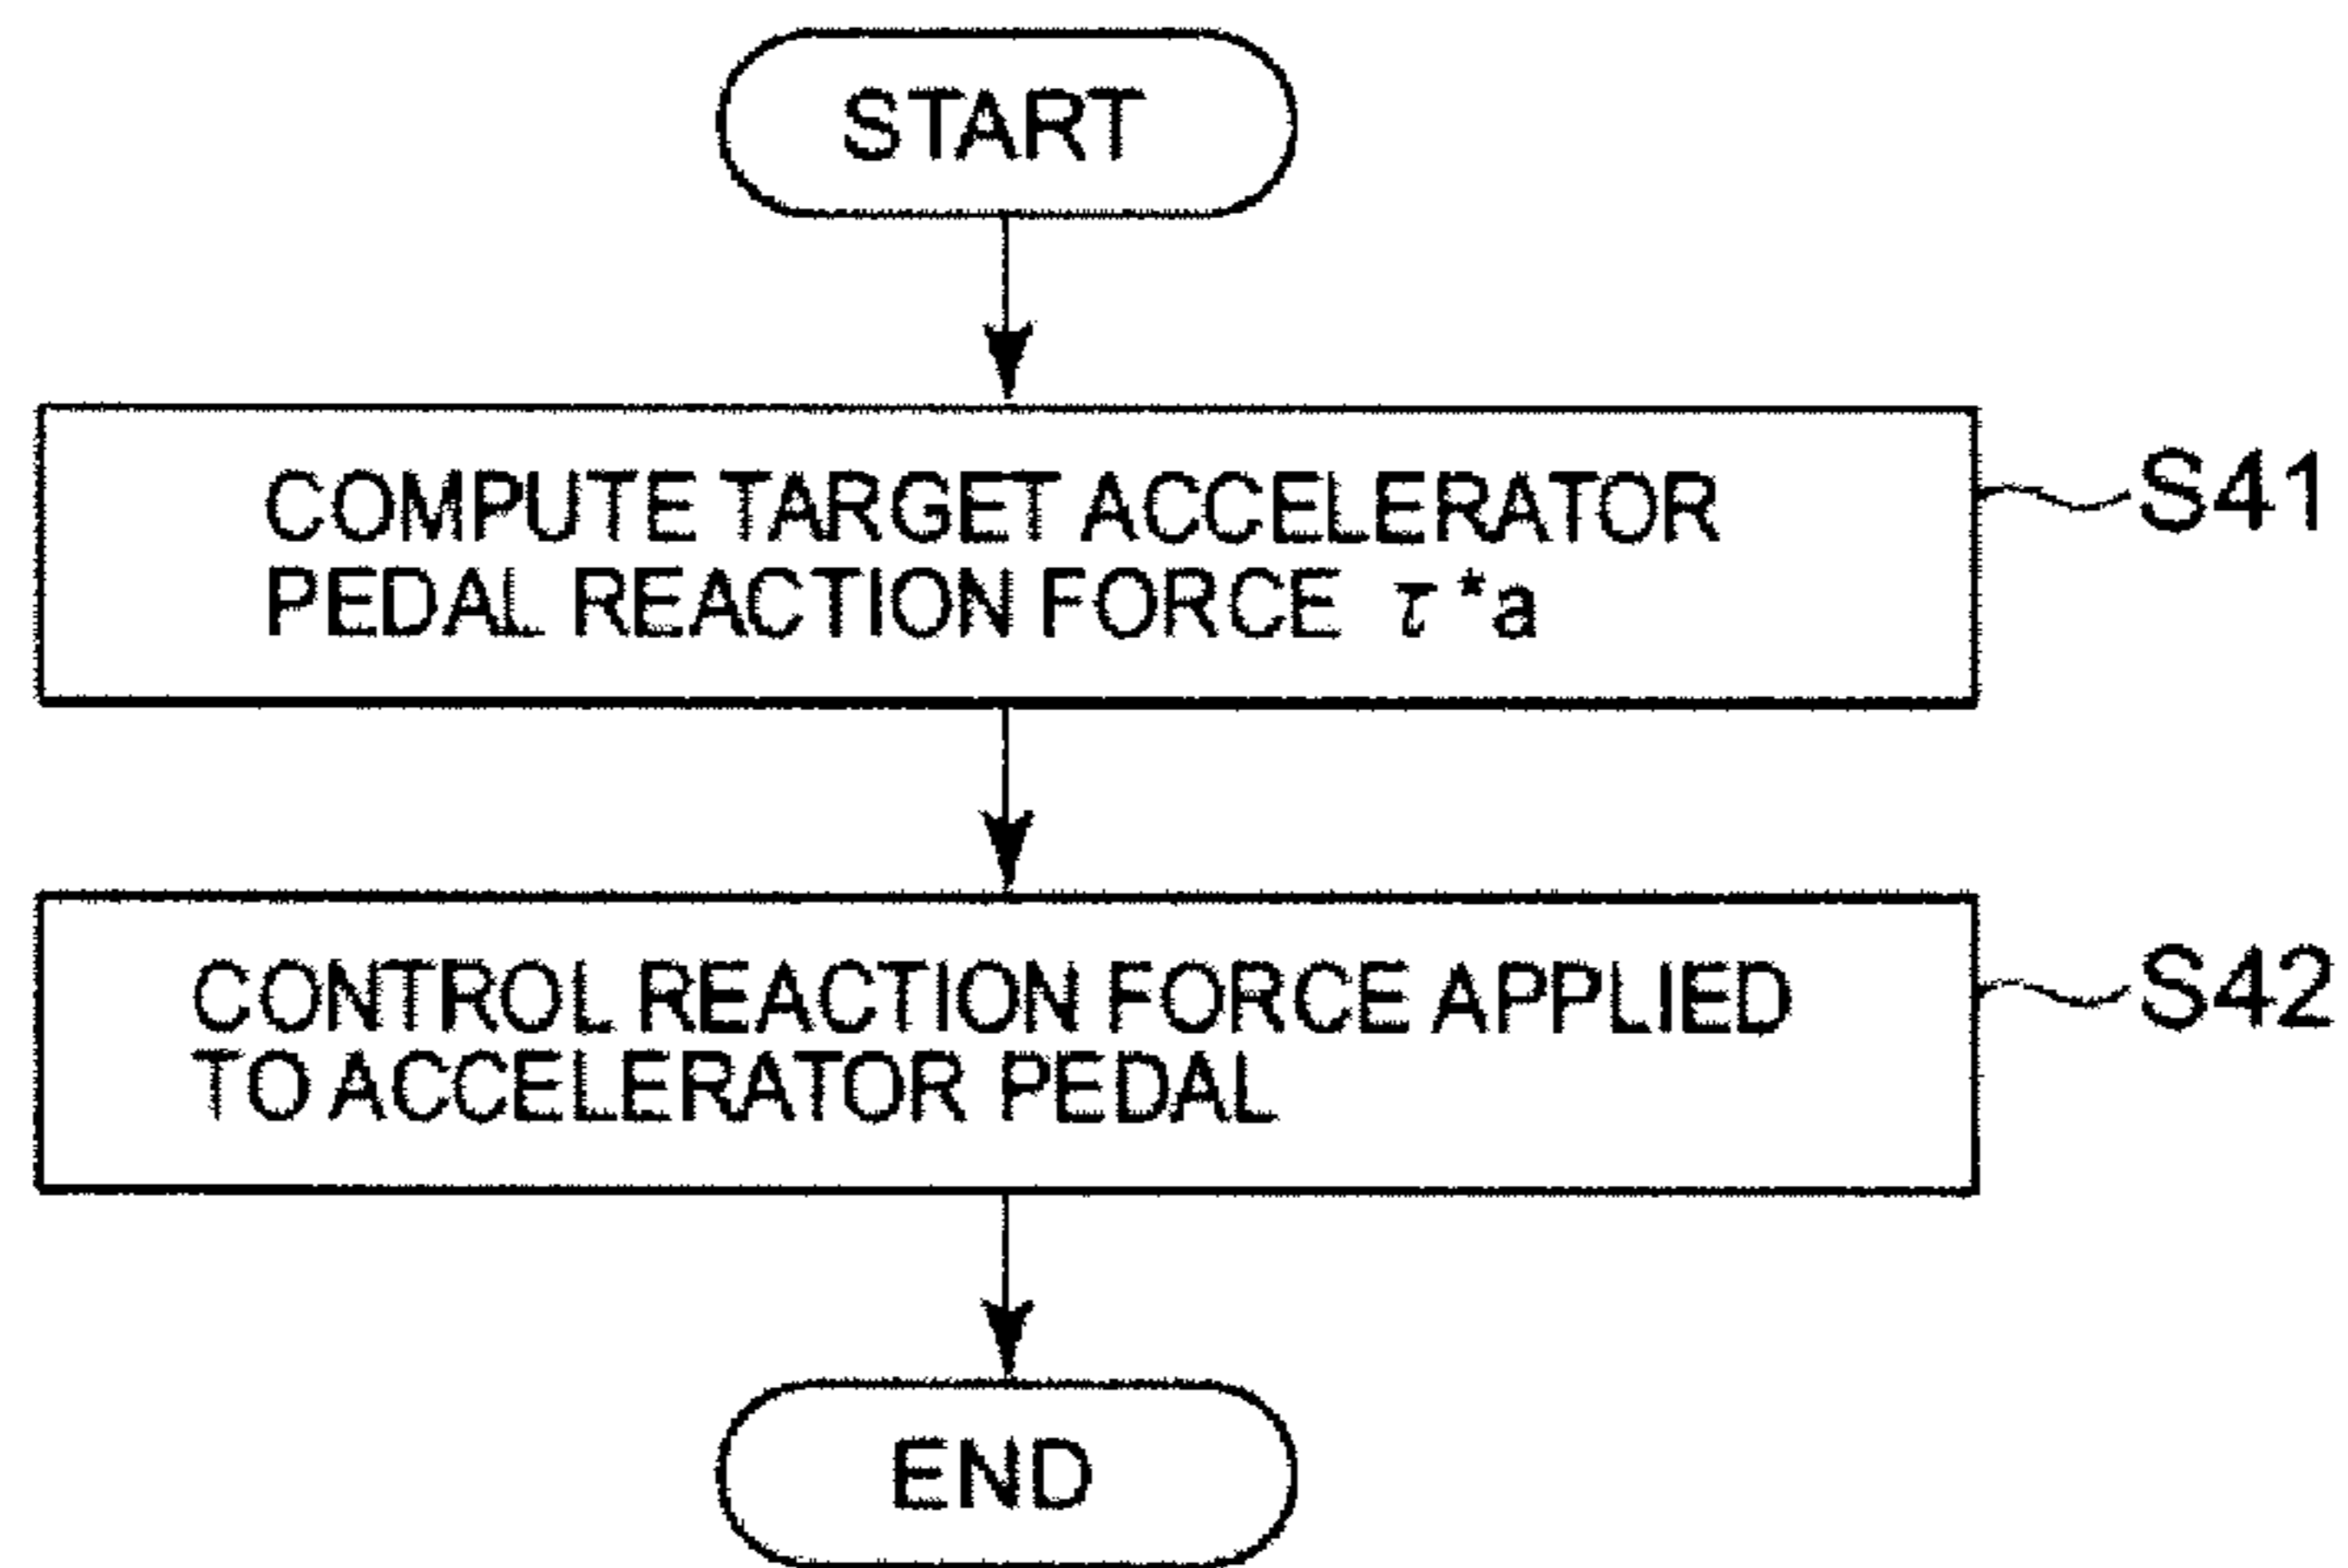 START
COMPUTE TARGET ACCELERATOR
PEDAL REACTION FORCE τ*a
S41
CONTROL REACTION FORCE APPLIED
TO ACCELERATOR PEDAL
S42
END